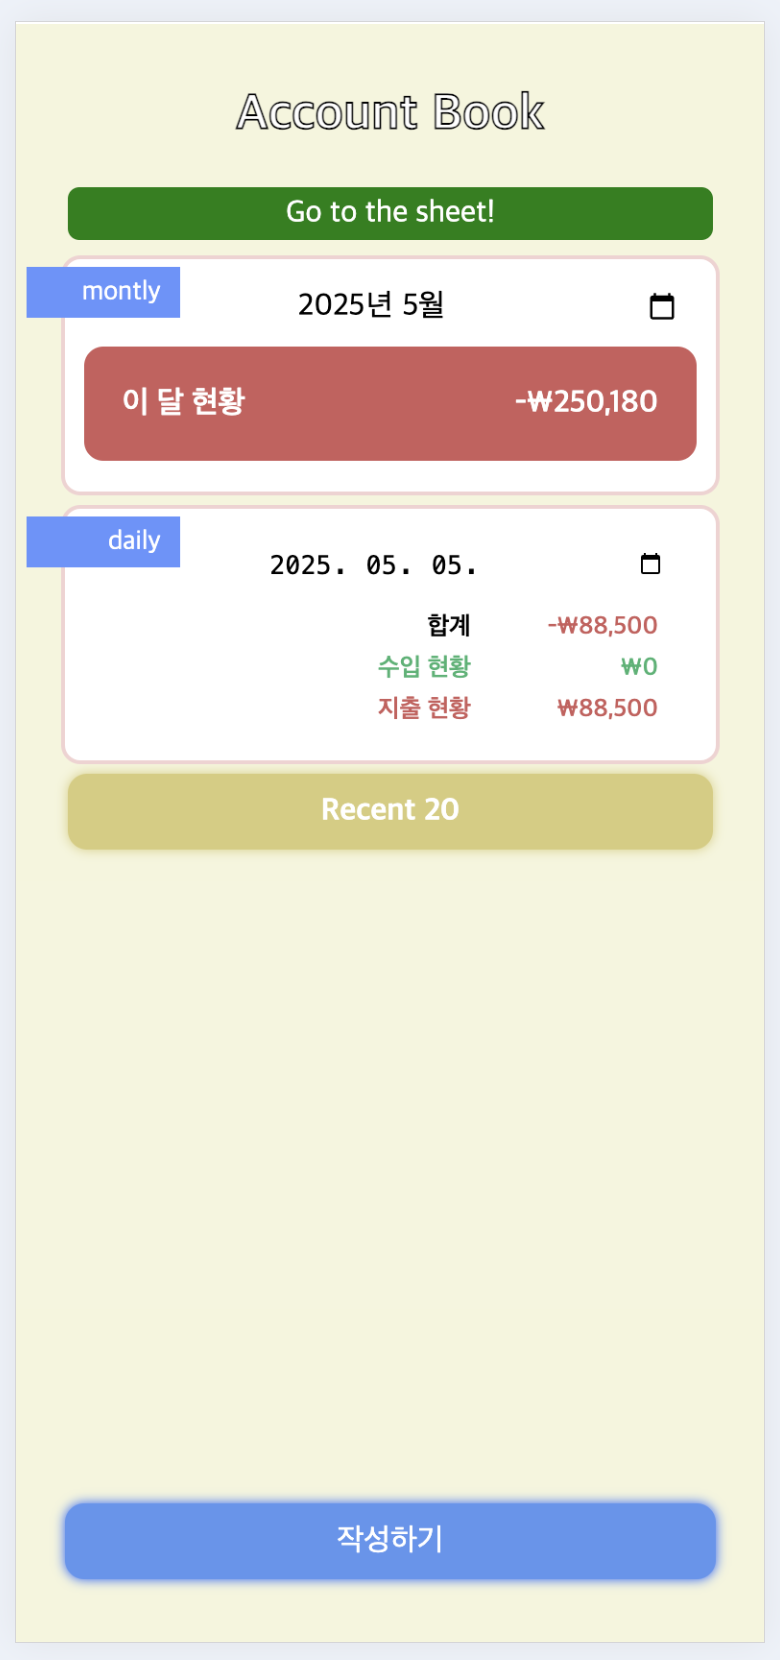 Account Book
Go to the sheet!
montly
2025년 5월
이 달 현황 -₩250,180
daily
2025. 05. 05.
합계 -₩88,500
수입 현황 ₩0
지출 현황 ₩88,500
Recent 20
작성하기